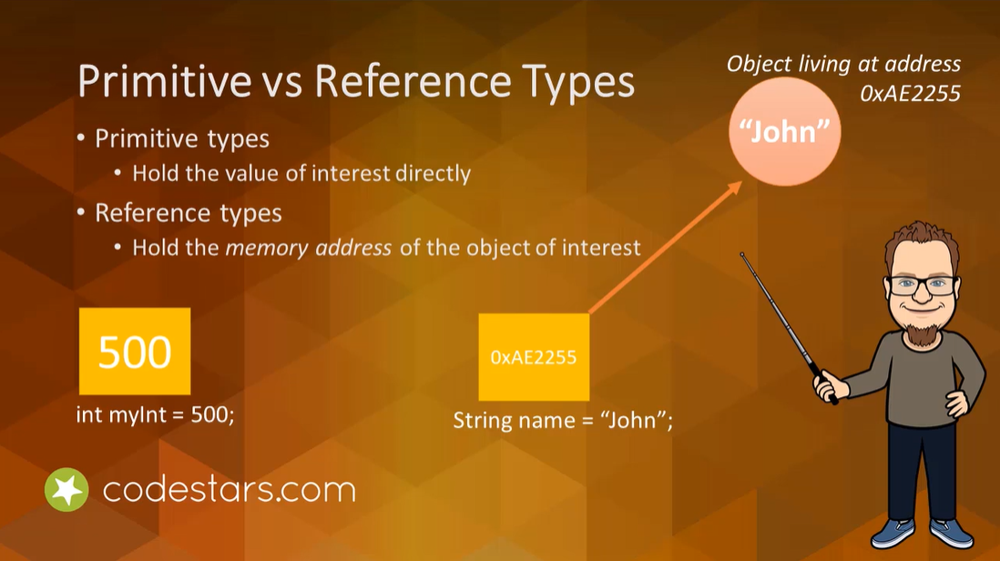 Primitive vs Reference Types
• Primitive types
• Hold the value of interest directly
• Reference types
• Hold the memory address of the object of interest
Object living at address
0xAE2255
“John”
500
int myInt = 500;
0xAE2255
String name = “John”;
codestars.com